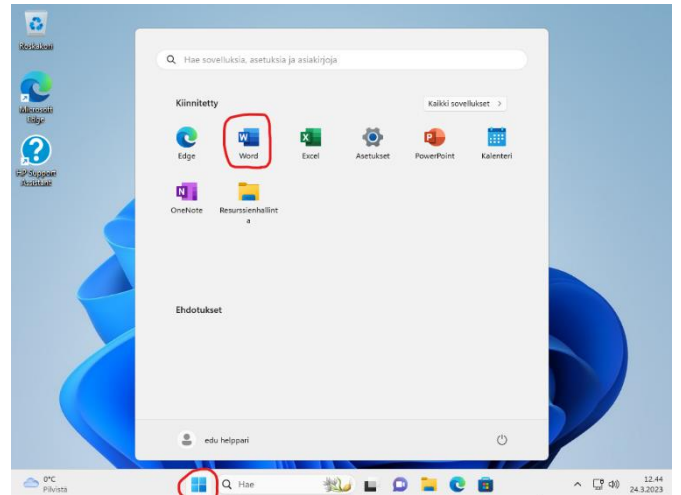 Roskakori
Microsoft
Edge
HP Support
Assistant
Hae sovelluksia, asetuksia ja asiakirjoja
Kiinnitetty
Kaikki sovellukset >
Edge
Word
Excel
Asetukset
PowerPoint
Kalenteri
OneNote
Resurssienhallint
a
Ehdotukset
edu helppari
0°C
Pilvistä
Hae
12.44
24.3.2023